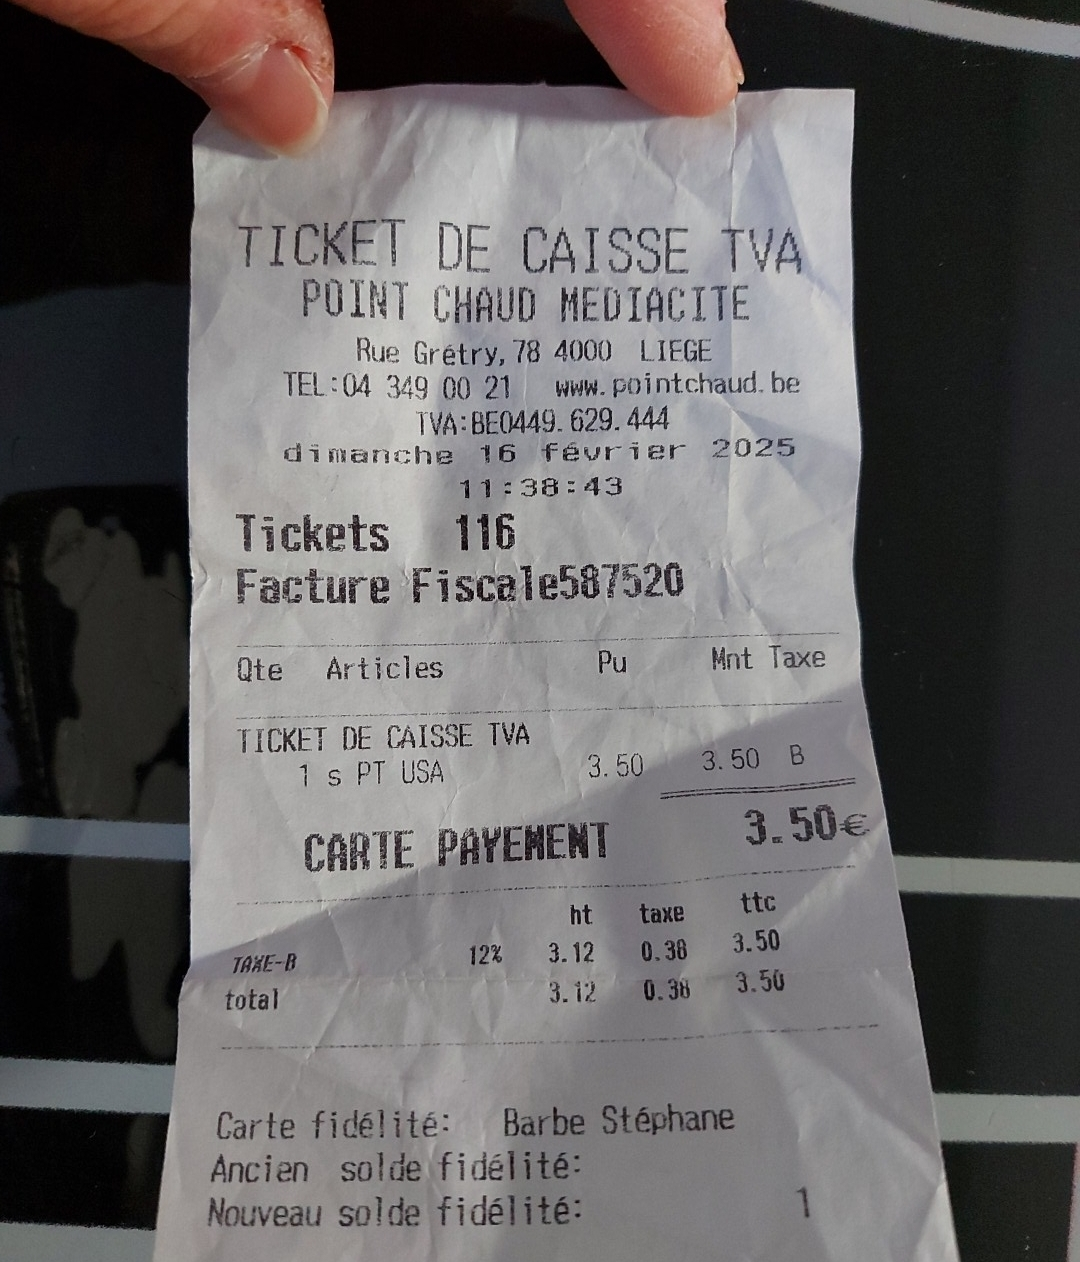 TICKET DE CAISSE TVA
POINT CHAUD MEDIACITE
Rue Grétry, 78 4000 LIEGE
TEL:04 349 00 21 www.pointchaud.be
TVA:BE0449.629.444
dimanche 16 février 2025
11:38:43
Tickets 116
Facture Fiscale587520
Qte Articles Pu Mnt Taxe
TICKET DE CAISSE TVA
1 s PT USA 3.50 3.50 B
CARTE PAYEMENT 3.50€
ht taxe ttc
TAXE-B 12% 3.12 0.38 3.50
total 3.12 0.38 3.50
Carte fidélité: Barbe Stéphane
Ancien solde fidélité:
Nouveau solde fidélité: 1